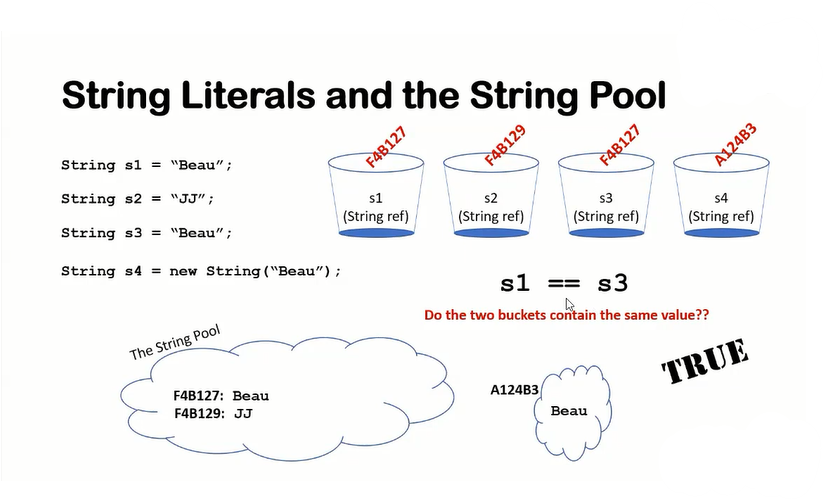 String Literals and the String Pool
String s1 = “Beau”;
String s2 = “JJ”;
String s3 = “Beau”;
String s4 = new String(“Beau”);
F4B127
F4B129
F4B127
A124B3
s1
(String ref)
s2
(String ref)
s3
(String ref)
s4
(String ref)
s1 == s3
Do the two buckets contain the same value??
TRUE
The String Pool
F4B127: Beau
F4B129: JJ
A124B3
Beau